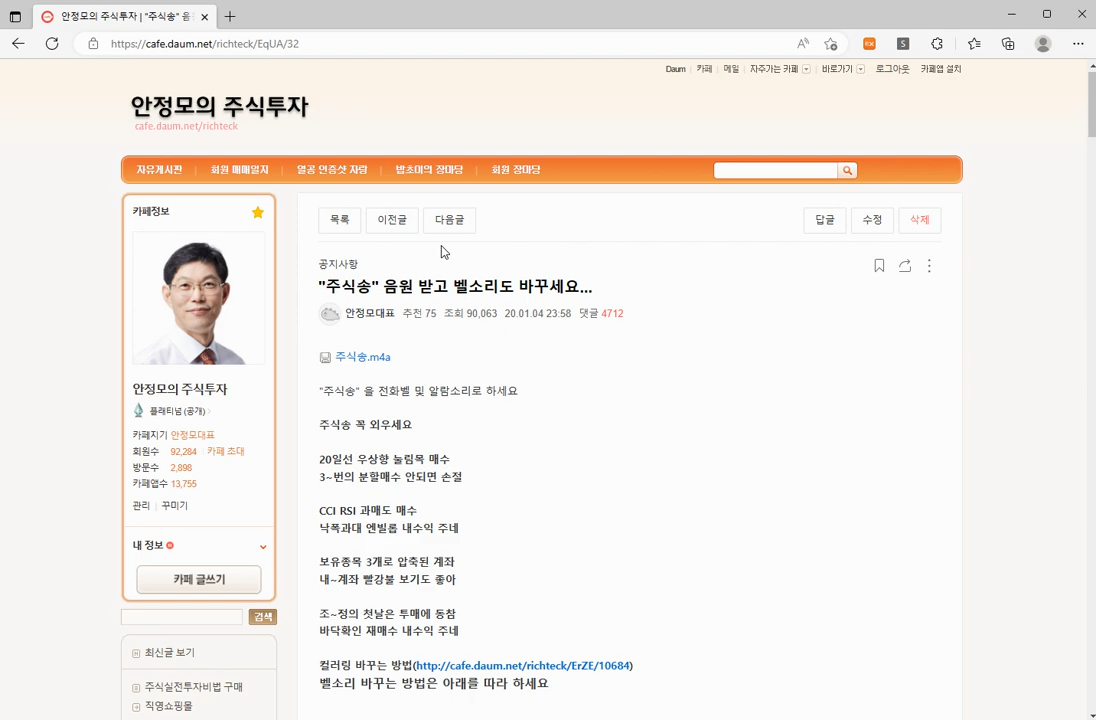 안정모의 주식투자 | "주식송" 음원
https://cafe.daum.net/richteck/EqUA/32
Daum 카페 메일 자주가는 카페 바로가기 로그아웃 카페앱 설치
안정모의 주식투자
cafe.daum.net/richteck
자유게시판 회원 매매일지 열공 인증샷 자랑 밥초미의 장마당 회원 장마당
카페정보
안정모의 주식투자
플래티넘 (공개)
카페지기 안정모대표
회원수 92,284 카페 초대
방문수 2,898
카페앱수 13,755
관리 꾸미기
내 정보
카페 글쓰기
검색
최신글 보기
주식실전투자비법 구매
직영쇼핑몰
목록 이전글 다음글 답글 수정 삭제
공지사항
"주식송" 음원 받고 벨소리도 바꾸세요...
안정모대표 추천 75 조회 90,063 20.01.04 23:58 댓글 4712
주식송.m4a
"주식송" 을 전화벨 및 알람소리로 하세요
주식송 꼭 외우세요
20일선 우상향 눌림목 매수
3~번의 분할매수 안되면 손절
CCI RSI 과매도 매수
낙폭과대 엔빌롭 내수익 주네
보유종목 3개로 압축된 계좌
내~계좌 빨강불 보기도 좋아
조~정의 첫날은 투매에 동참
바닥확인 재매수 내수익 주네
컬러링 바꾸는 방법(http://cafe.daum.net/richteck/ErZE/10684)
벨소리 바꾸는 방법은 아래를 따라 하세요